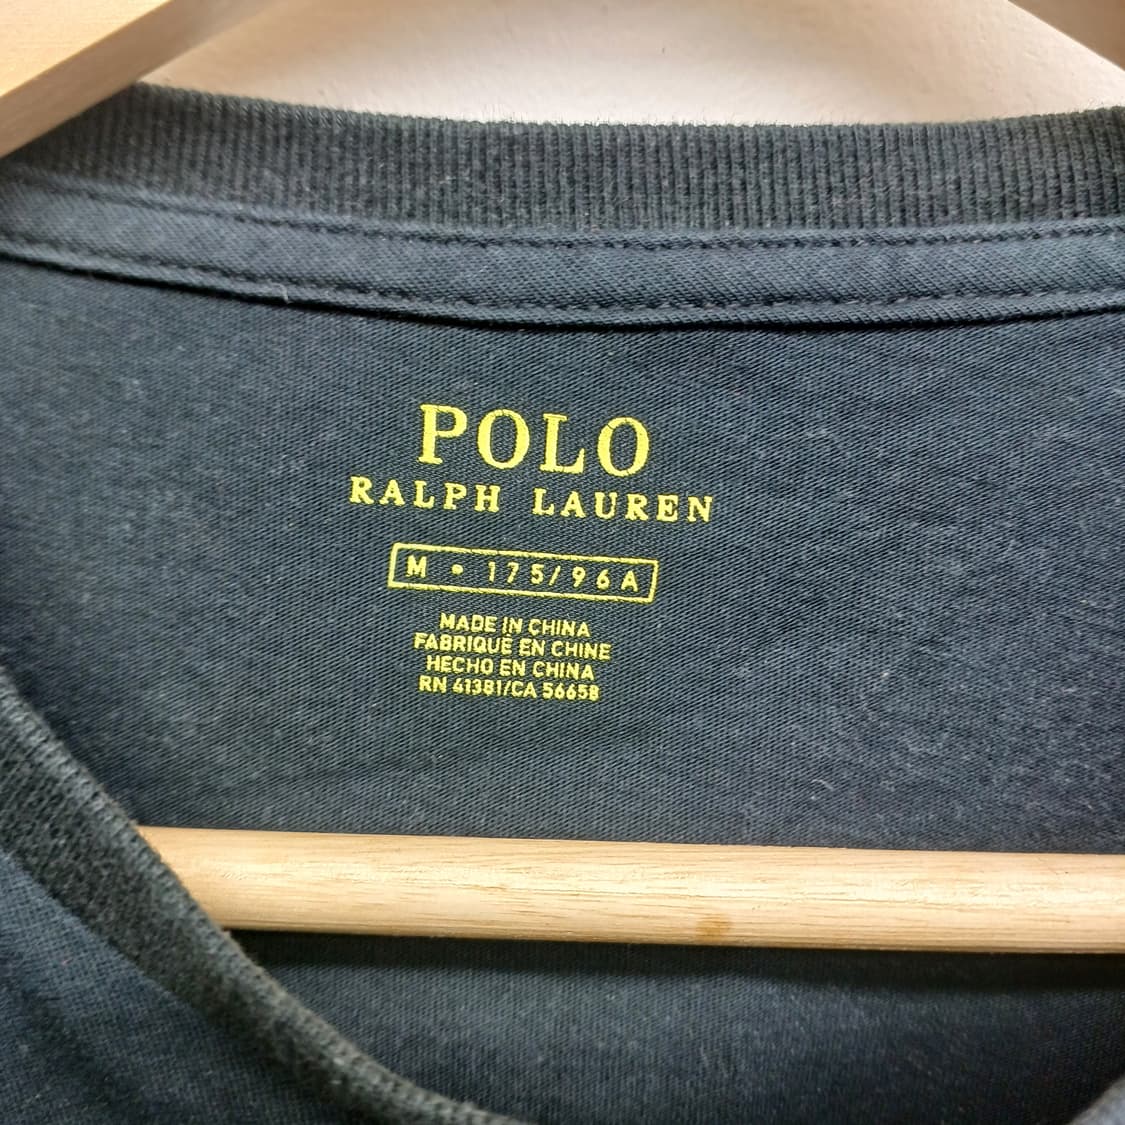 POLO
RALPH LAUREN
M • 175/96A
MADE IN CHINA
FABRIQUÉ EN CHINE
HECHO EN CHINA
RN 41381/CA 56658